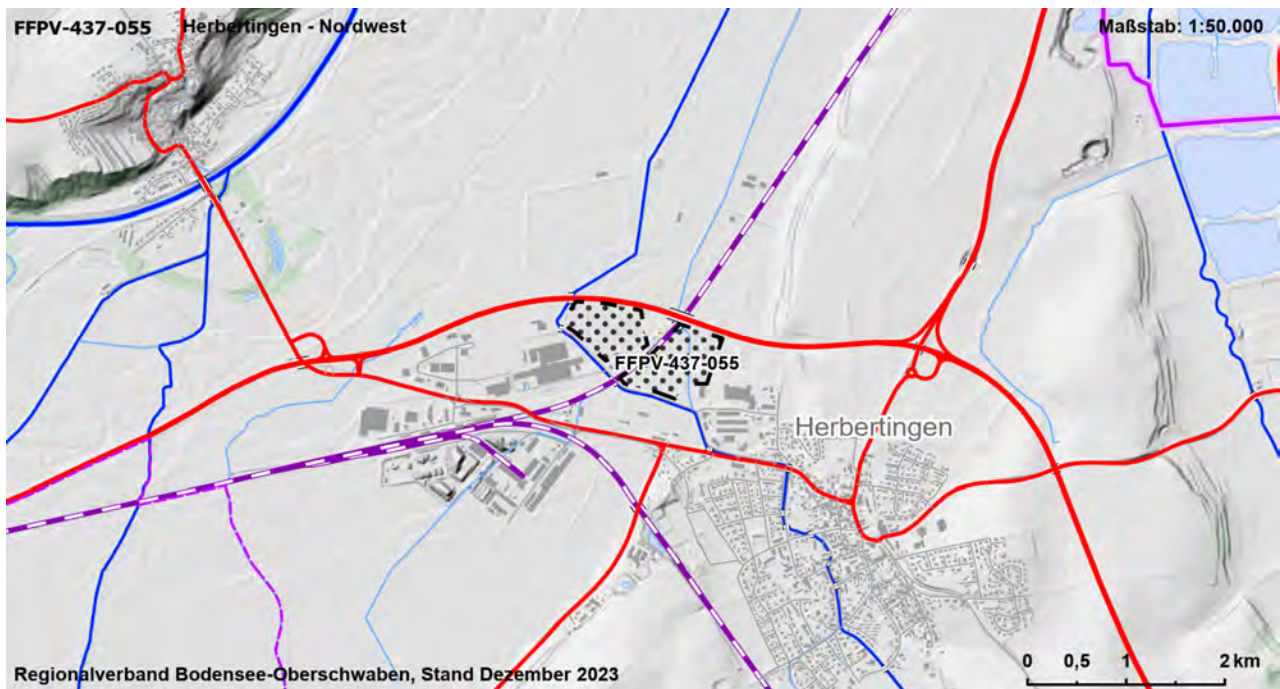 FFPV-437-055 Herbertingen - Nordwest
Maßstab: 1:50.000
FFPV-437-055
Herbertingen
0 0,5 1 2 km
Regionalverband Bodensee-Oberschwaben, Stand Dezember 2023